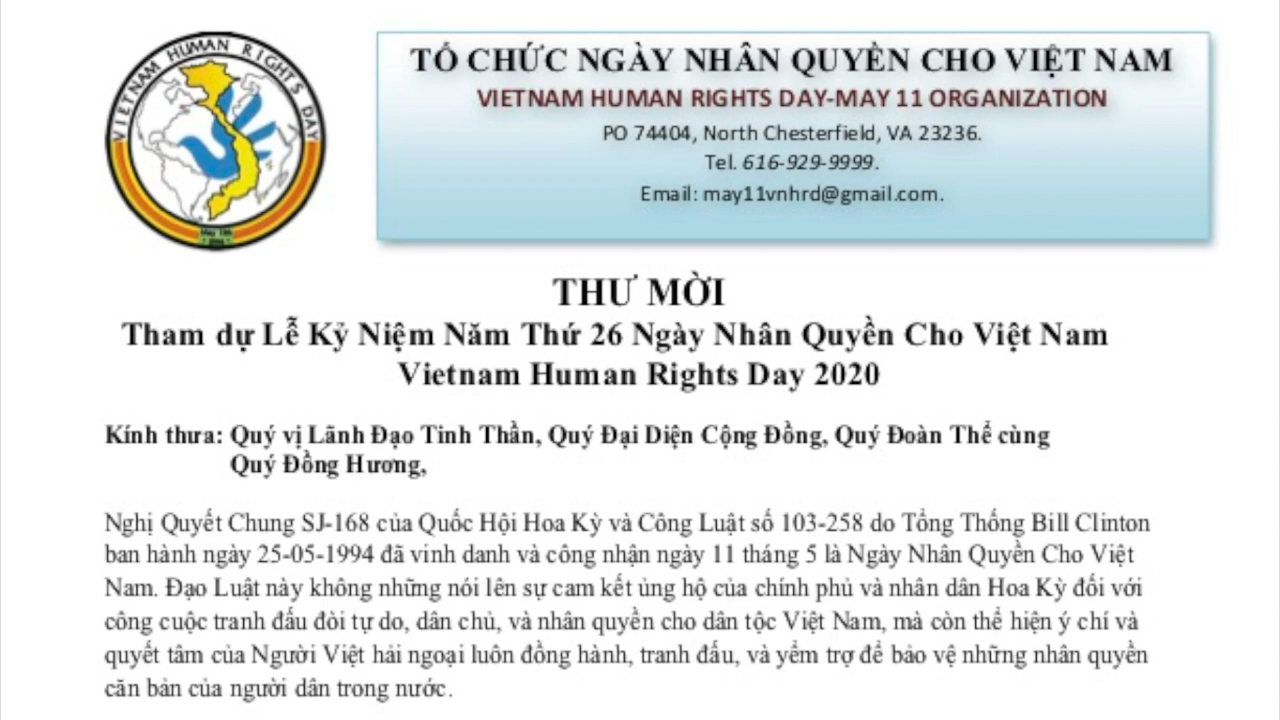 VIETNAM HUMAN RIGHTS DAY
May 11th
TỔ CHỨC NGÀY NHÂN QUYỀN CHO VIỆT NAM
VIETNAM HUMAN RIGHTS DAY-MAY 11 ORGANIZATION
PO 74404, North Chesterfield, VA 23236.
Tel. 616-929-9999.
Email: may11vnhrd@gmail.com.
THƯ MỜI
Tham dự Lễ Kỷ Niệm Năm Thứ 26 Ngày Nhân Quyền Cho Việt Nam
Vietnam Human Rights Day 2020
Kính thưa: Quý vị Lãnh Đạo Tinh Thần, Quý Đại Diện Cộng Đồng, Quý Đoàn Thể cùng
Quý Đồng Hương,
Nghị Quyết Chung SJ-168 của Quốc Hội Hoa Kỳ và Công Luật số 103-258 do Tổng Thống Bill Clinton
ban hành ngày 25-05-1994 đã vinh danh và công nhận ngày 11 tháng 5 là Ngày Nhân Quyền Cho Việt
Nam. Đạo Luật này không những nói lên sự cam kết ủng hộ của chính phủ và nhân dân Hoa Kỳ đối với
công cuộc tranh đấu đòi tự do, dân chủ, và nhân quyền cho dân tộc Việt Nam, mà còn thể hiện ý chí và
quyết tâm của Người Việt hải ngoại luôn đồng hành, tranh đấu, và yểm trợ để bảo vệ những nhân quyền
căn bản của người dân trong nước.